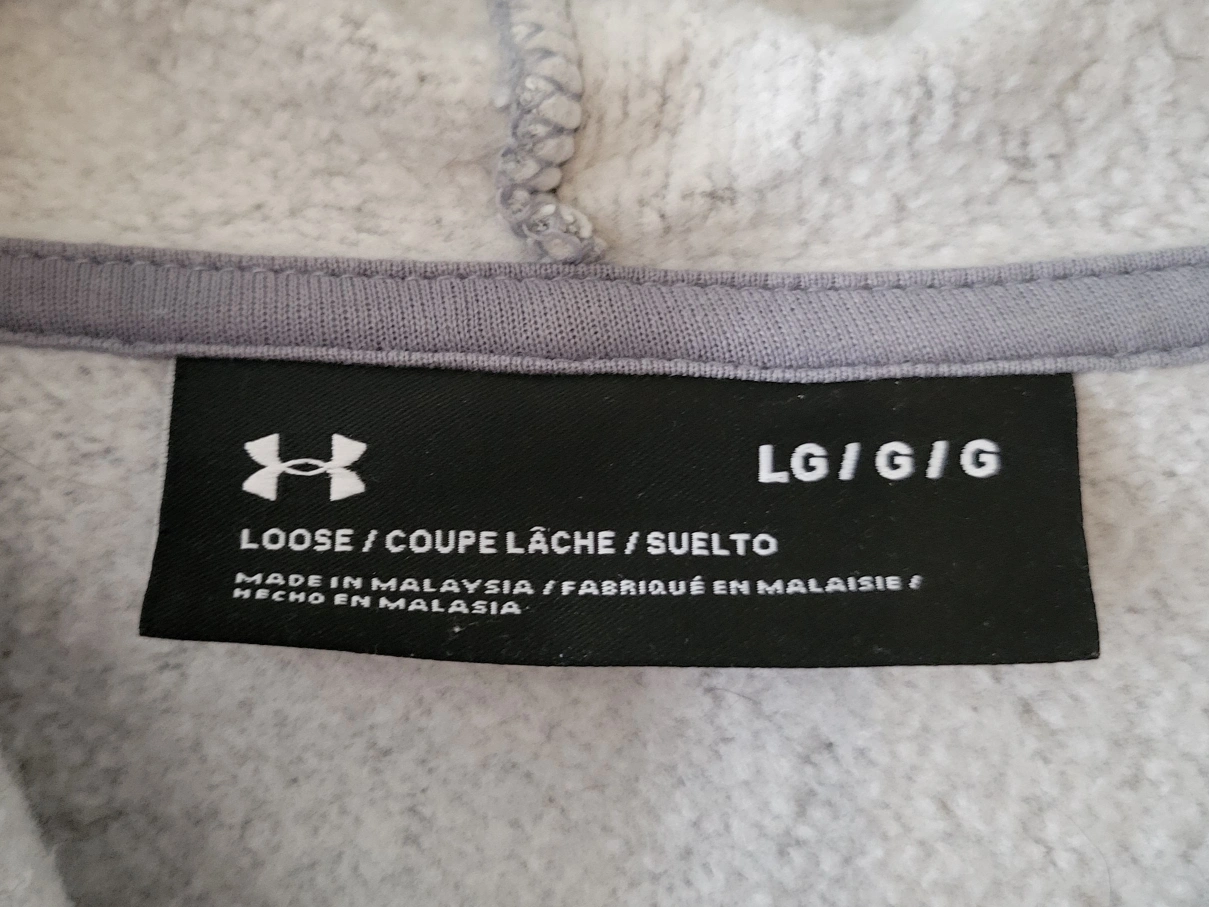 LG / G / G
LOOSE / COUPE LÂCHE / SUELTO
MADE IN MALAYSIA / FABRIQUÉ EN MALAISIE /
HECHO EN MALASIA